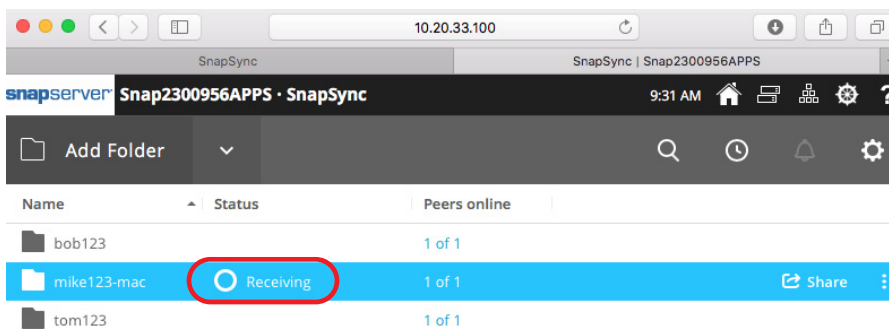 10.20.33.100
SnapSync SnapSync | Snap2300956APPS
snapserver Snap2300956APPS · SnapSync 9:31 AM ?
Add Folder
Name Status Peers online
bob123 1 of 1
mike123-mac Receiving 1 of 1 Share
tom123 1 of 1